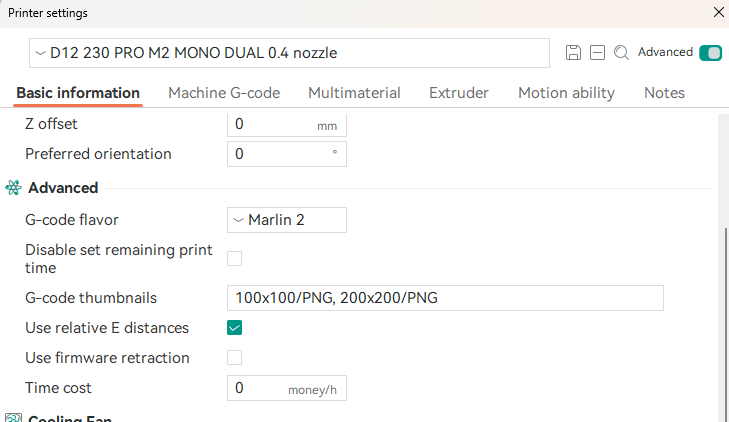 Printer settings
D12 230 PRO M2 MONO DUAL 0.4 nozzle
Advanced
Basic information
Machine G-code
Multimaterial
Extruder
Motion ability
Notes
Z offset
0 mm
Preferred orientation
0 °
Advanced
G-code flavor
Marlin 2
Disable set remaining print
time
G-code thumbnails
100x100/PNG, 200x200/PNG
Use relative E distances
Use firmware retraction
Time cost
0 money/h
Cooling Fan